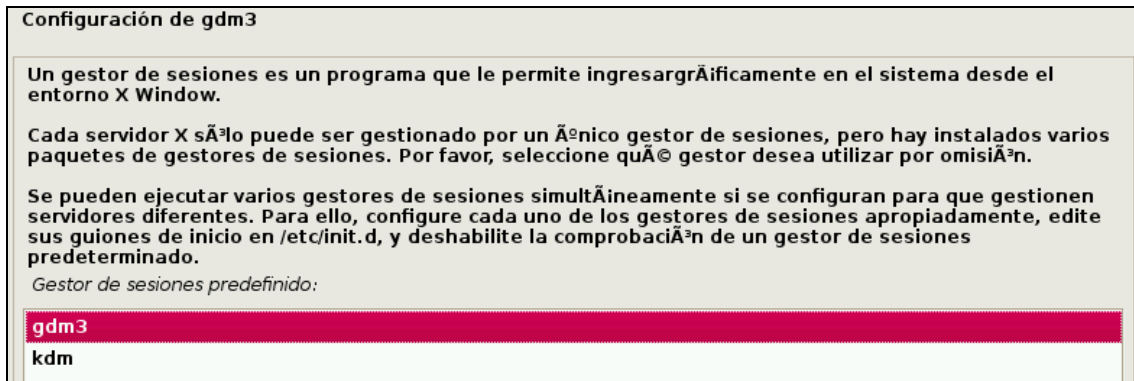 Configuración de gdm3
Un gestor de sesiones es un programa que le permite ingresargrÃificamente en el sistema desde el
entorno X Window.
Cada servidor X sÃ³lo puede ser gestionado por un Ãºnico gestor de sesiones, pero hay instalados varios
paquetes de gestores de sesiones. Por favor, seleccione quÃ© gestor desea utilizar por omisiÃ³n.
Se pueden ejecutar varios gestores de sesiones simultÃ¡neamente si se configuran para que gestionen
servidores diferentes. Para ello, configure cada uno de los gestores de sesiones apropiadamente, edite
sus guiones de inicio en /etc/init.d, y deshabilite la comprobaciÃ³n de un gestor de sesiones
predeterminado.
Gestor de sesiones predefinido:
gdm3
kdm